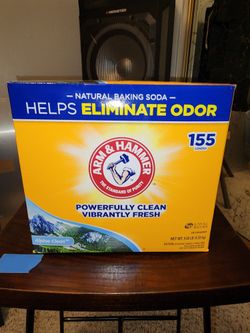 MONSTER
NATURAL BAKING SODA
HELPS ELIMINATE ODOR
155
ARM & HAMMER
THE STANDARD OF PURITY
POWERFULLY CLEAN
VIBRANTLY FRESH
Alpine Clean